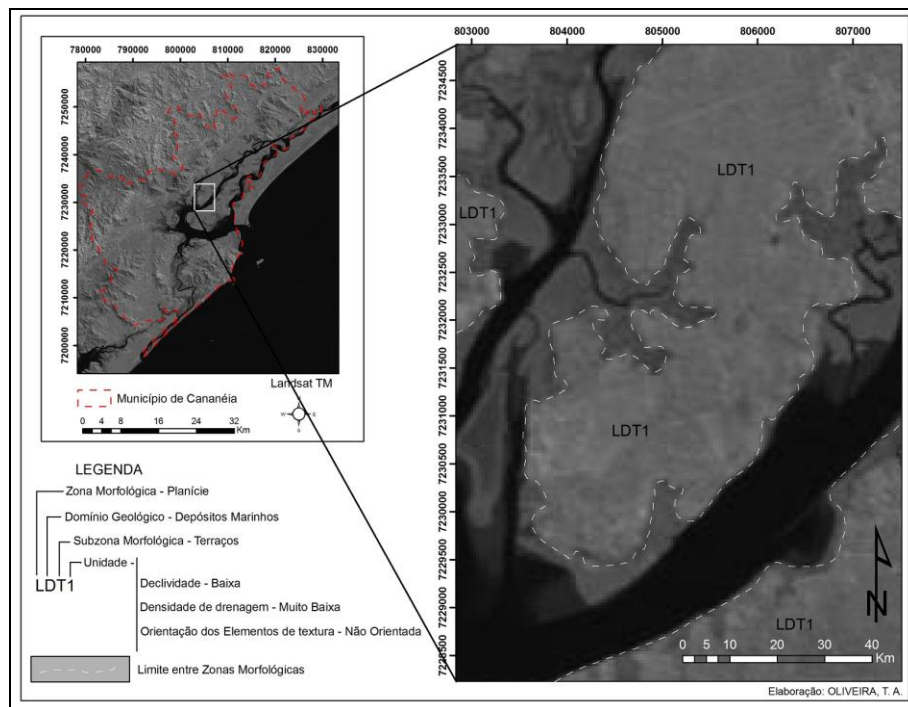 780000 790000 800000 810000 820000 830000
7250000
7240000
7230000
7220000
7210000
7200000
Landsat TM
Município de Cananéia
N
W E
S
0 4 8 16 24 32
Km
LEGENDA
Zona Morfológica - Planície
Domínio Geológico - Depósitos Marinhos
Subzona Morfológica - Terraços
Unidade -
LDT1
Declividade - Baixa
Densidade de drenagem - Muito Baixa
Orientação dos Elementos de textura - Não Orientada
Limite entre Zonas Morfológicas
803000 804000 805000 806000 807000
7234500
7234000
7233500
7233000
7232500
7232000
7231500
7231000
7230500
7230000
7229500
7229000
7228500
LDT1
LDT1
LDT1
LDT1
N
0 5 10 20 30 40
Km
Elaboração: OLIVEIRA, T. A.